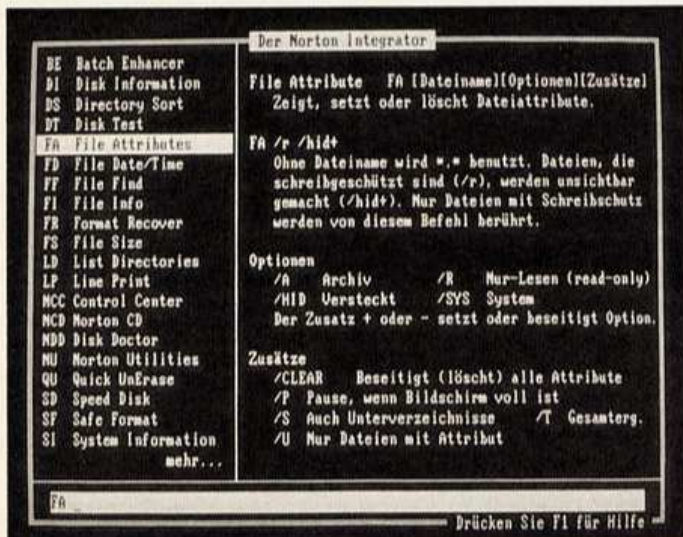 Der Norton Integrator
BE Batch Enhancer
DI Disk Information
DS Directory Sort
DT Disk Test
FA File Attributes
FD File Date/Time
FF File Find
FI File Info
FR Format Recover
FS File Size
LD List Directories
LP Line Print
NCC Control Center
NCD Norton CD
NDD Disk Doctor
NU Norton Utilities
QU Quick UnErase
SD Speed Disk
SF Safe Format
SI System Information
mehr...
File Attribute FA [Dateiname][Optionen][Zusätze]
Zeigt, setzt oder löscht Dateiattribute.
FA /r /hid+
Ohne Dateiname wird *.* benutzt. Dateien, die
schreibgeschützt sind (/r), werden unsichtbar
gemacht (/hid+). Nur Dateien mit Schreibschutz
werden von diesem Befehl berührt.
Optionen
/A Archiv /R Nur-Lesen (read-only)
/HID Versteckt /SYS System
Der Zusatz + oder - setzt oder beseitigt Option.
Zusätze
/CLEAR Beseitigt (löscht) alle Attribute
/P Pause, wenn Bildschirm voll ist
/S Auch Unterverzeichnisse /T Gesamterg.
/U Nur Dateien mit Attribut
FA _
Drücken Sie F1 für Hilfe